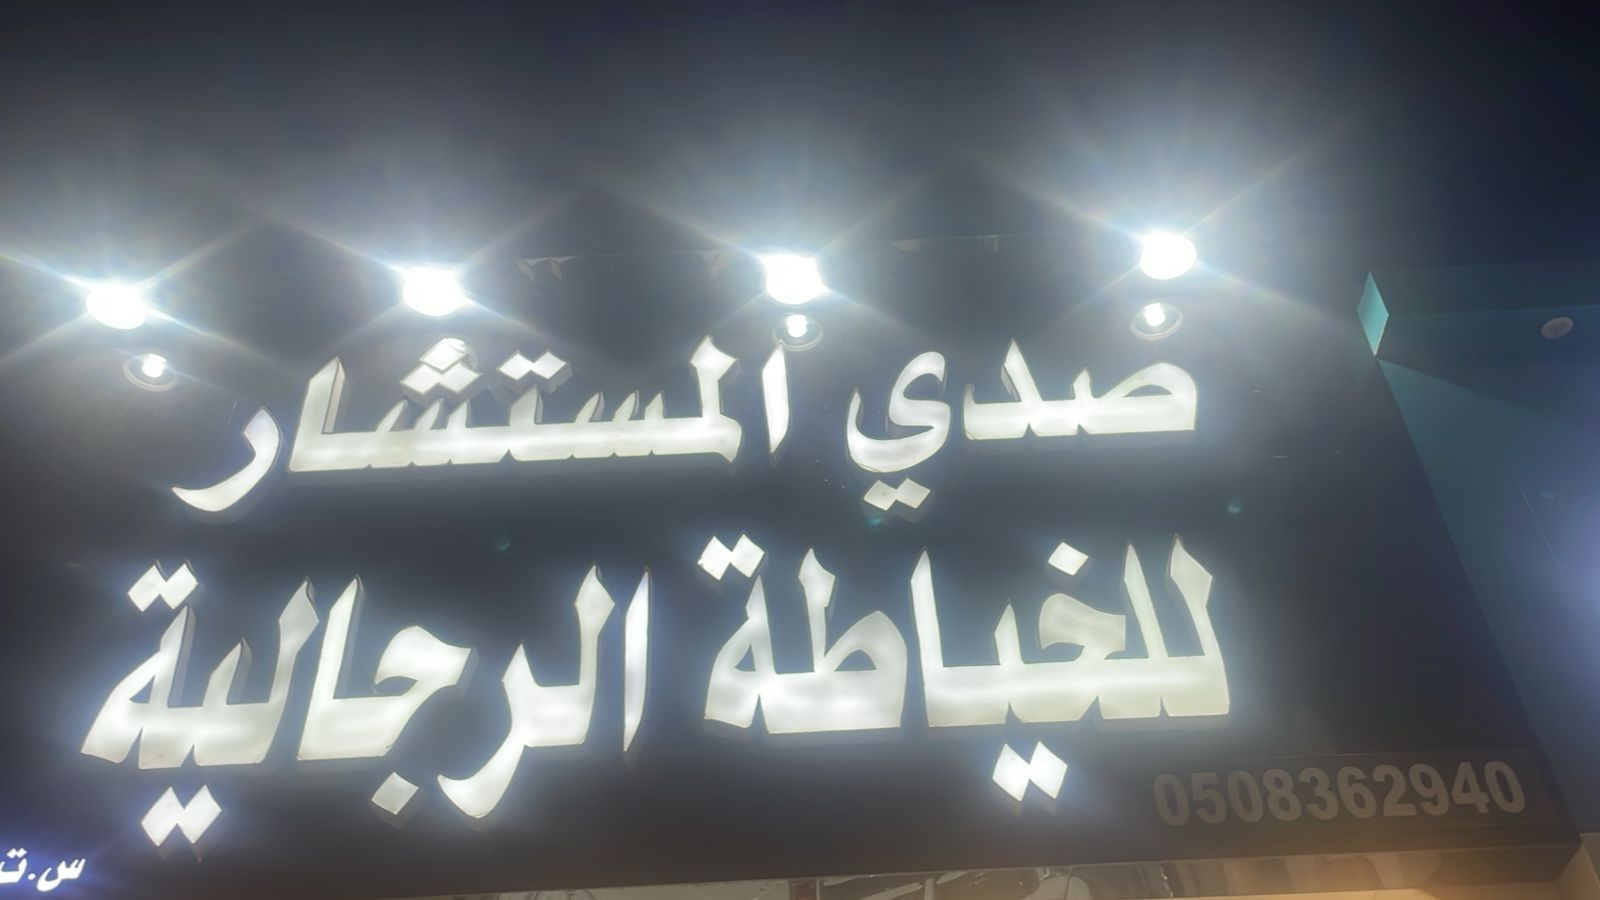 صدي المستشار
للخياطة الرجالية
0508362940
س.ت